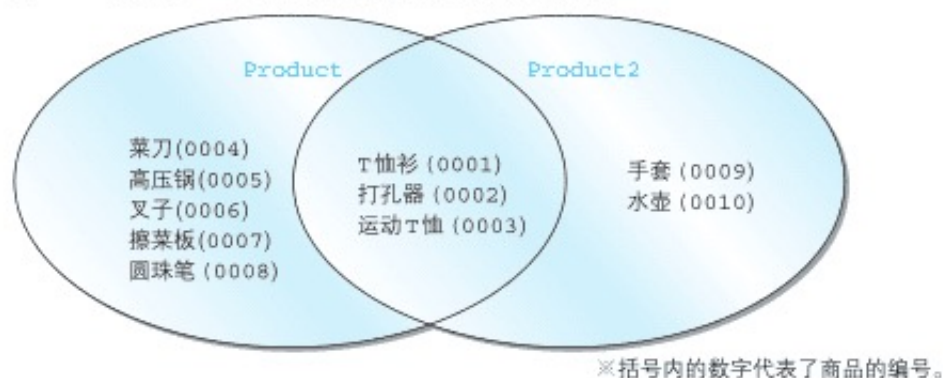 Product
Product2
菜刀(0004)
高压锅(0005)
叉子(0006)
擦菜板(0007)
圆珠笔 (0008)
T恤衫 (0001)
打孔器 (0002)
运动T恤 (0003)
手套 (0009)
水壶 (0010)
※括号内的数字代表了商品的编号。